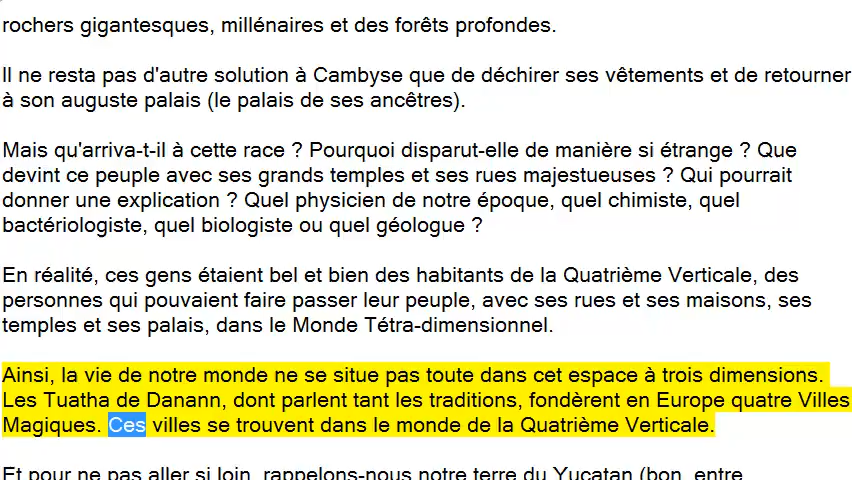 rochers gigantesques, millénaires et des forêts profondes.
Il ne resta pas d'autre solution à Cambyse que de déchirer ses vêtements et de retourner
à son auguste palais (le palais de ses ancêtres).
Mais qu'arriva-t-il à cette race ? Pourquoi disparut-elle de manière si étrange ? Que
devint ce peuple avec ses grands temples et ses rues majestueuses ? Qui pourrait
donner une explication ? Quel physicien de notre époque, quel chimiste, quel
bactériologiste, quel biologiste ou quel géologue ?
En réalité, ces gens étaient bel et bien des habitants de la Quatrième Verticale, des
personnes qui pouvaient faire passer leur peuple, avec ses rues et ses maisons, ses
temples et ses palais, dans le Monde Tétra-dimensionnel.
Ainsi, la vie de notre monde ne se situe pas toute dans cet espace à trois dimensions.
Les Tuatha de Danann, dont parlent tant les traditions, fondèrent en Europe quatre Villes
Magiques. Ces villes se trouvent dans le monde de la Quatrième Verticale.
Et pour ne pas aller si loin, rappelons-nous notre terre du Yucatan (bon, entre